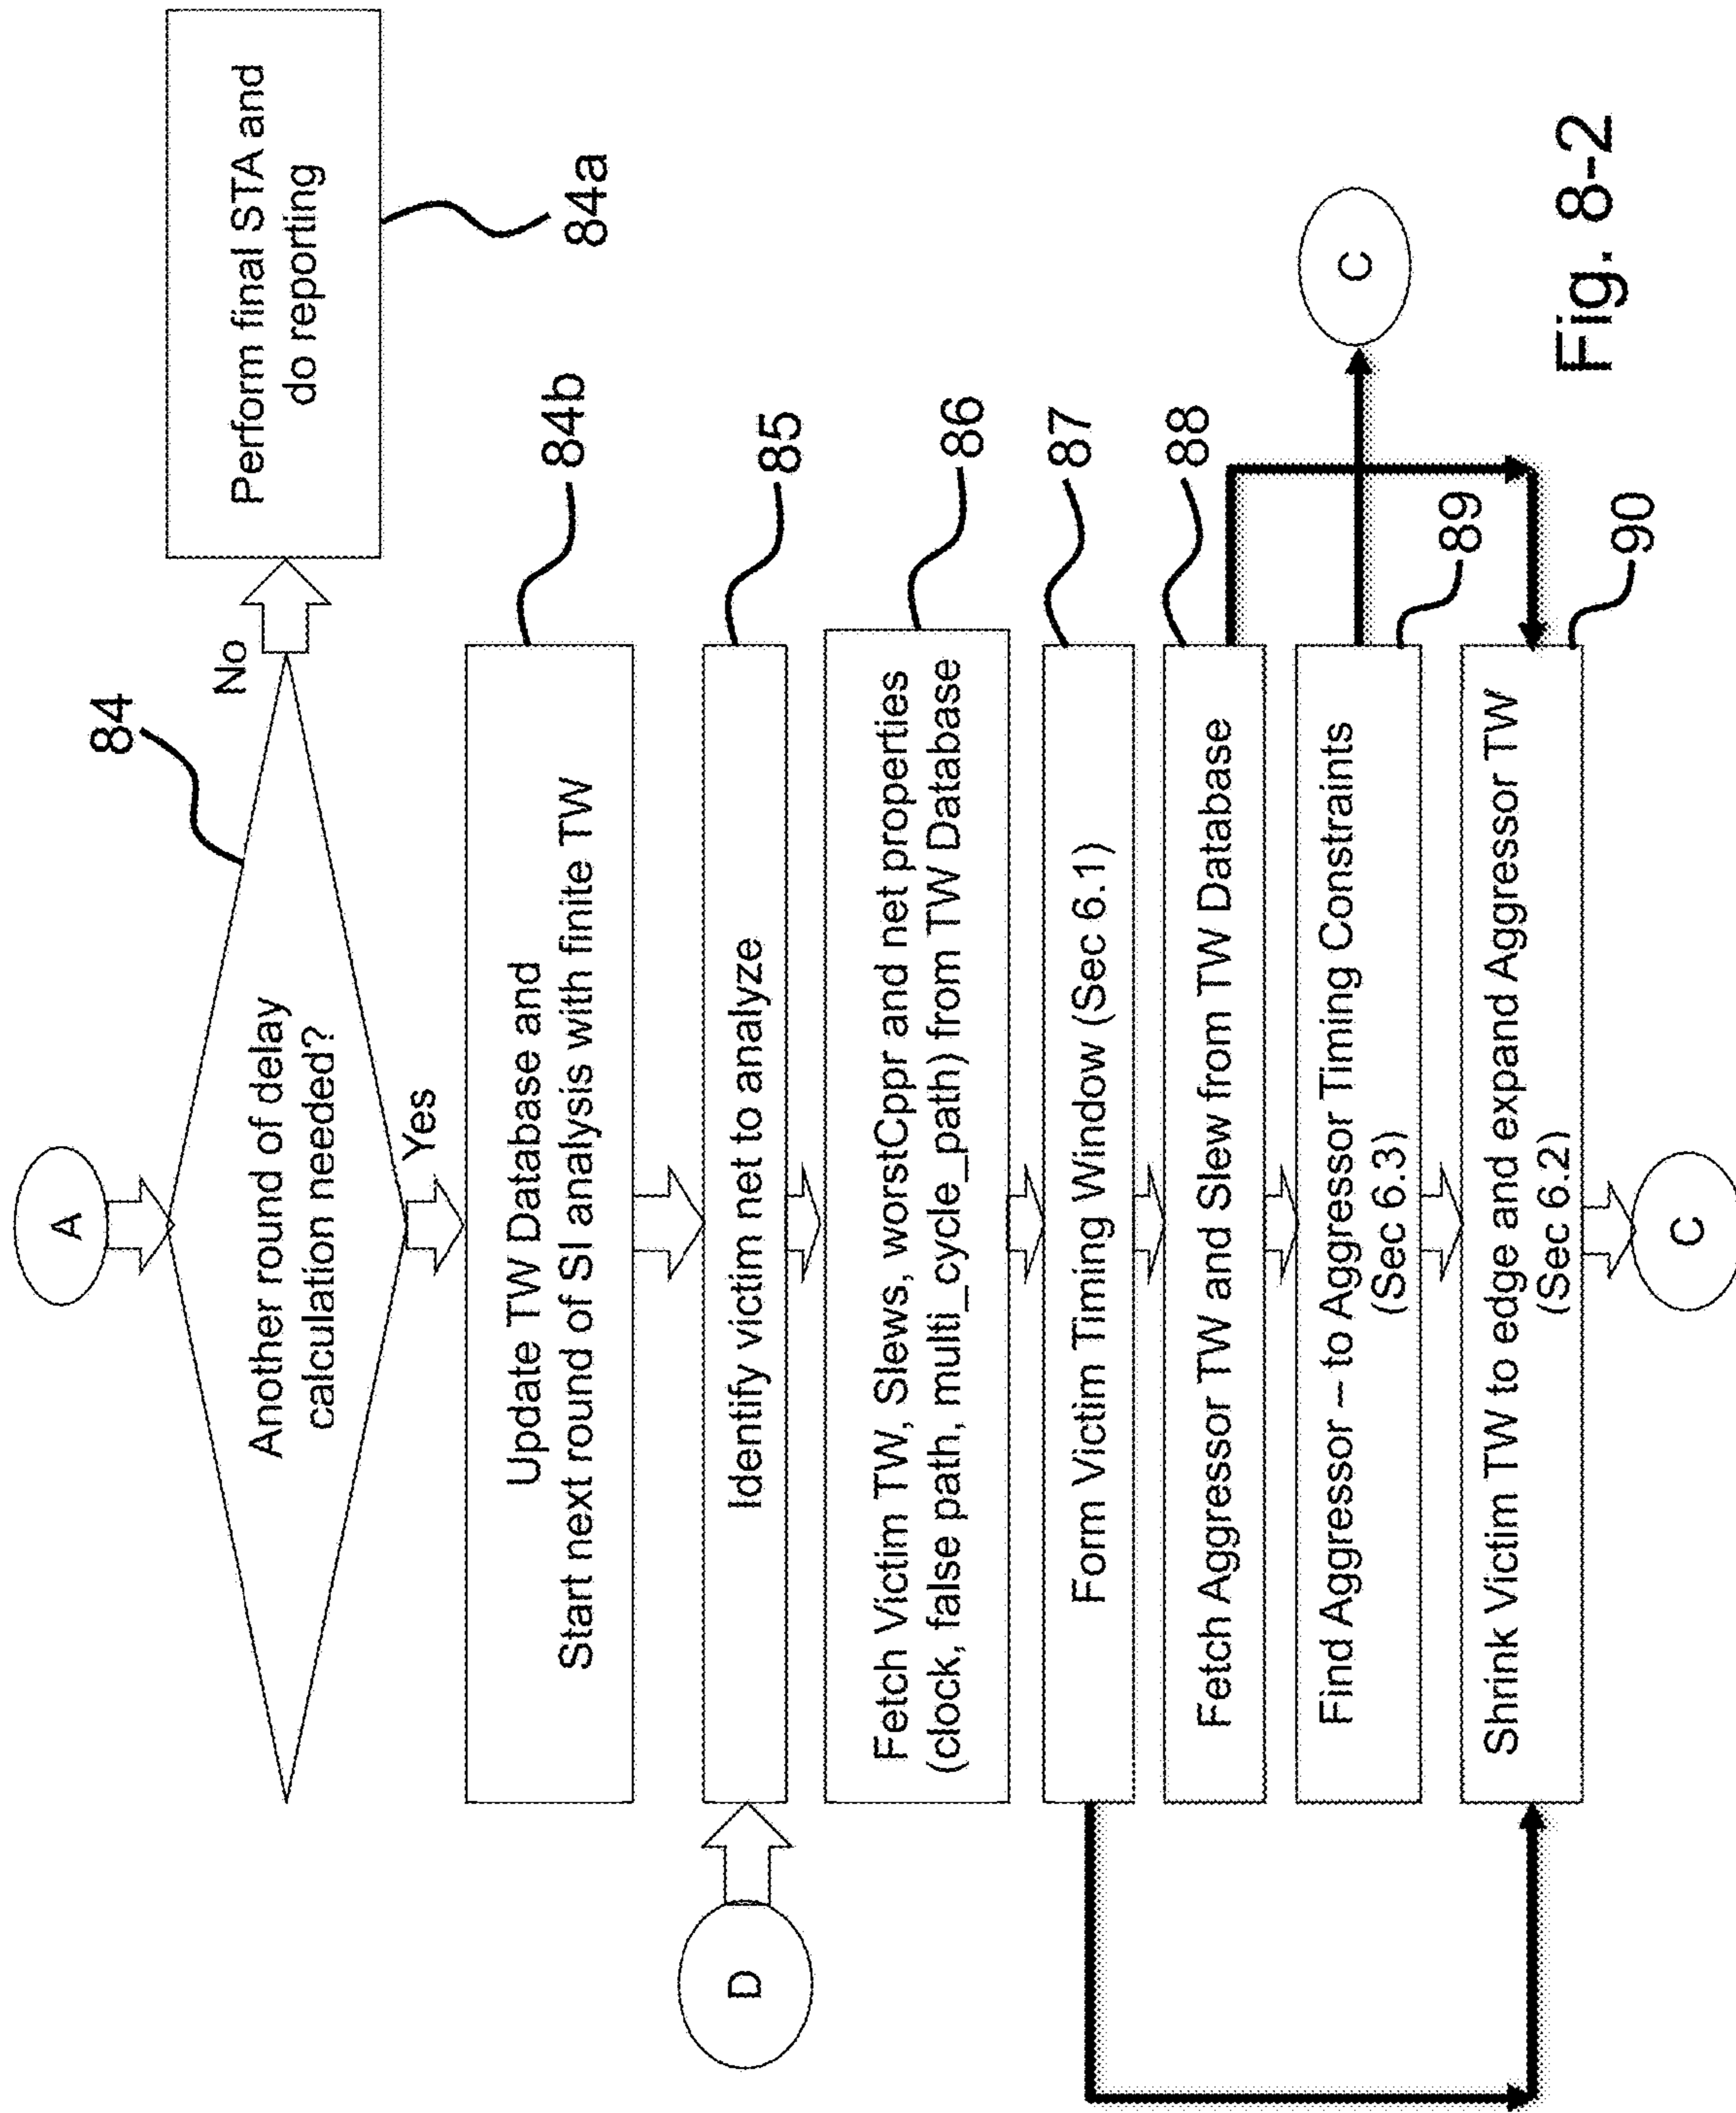 A
84
Another round of delay
calculation needed?
No
Perform final STA and
do reporting
84a
Yes
84b
Update TW Database and
Start next round of SI analysis with finite TW
D
85
Identify victim net to analyze
86
Fetch Victim TW, Slews, worstCppr and net properties
(clock, false path, multi_cycle_path) from TW Database
87
Form Victim Timing Window (Sec 6.1)
88
Fetch Aggressor TW and Slew from TW Database
89
Find Aggressor – to Aggressor Timing Constraints
(Sec 6.3)
C
90
Shrink Victim TW to edge and expand Aggressor TW
(Sec 6.2)
C
Fig. 8-2